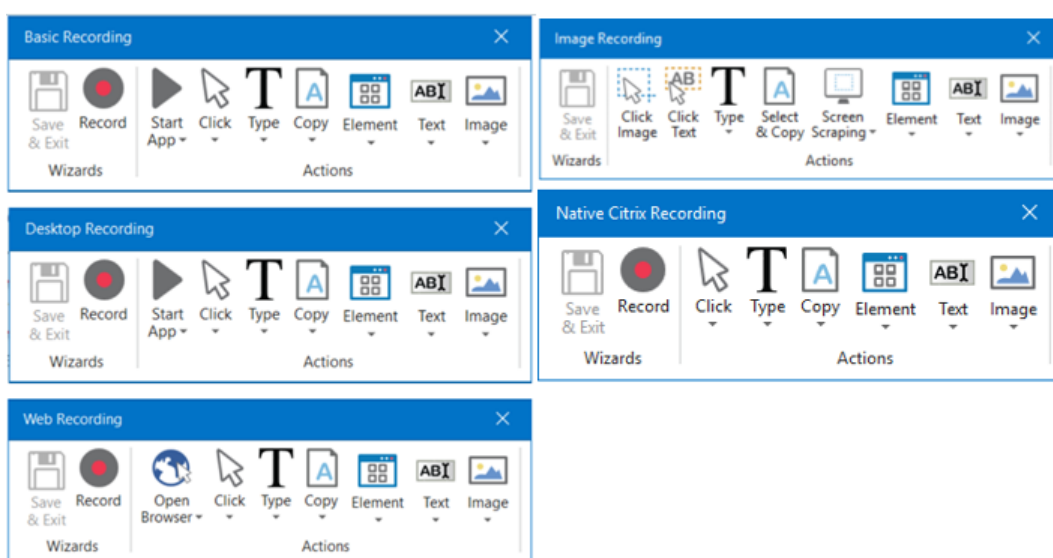 Basic Recording
Save & Exit
Record
Start App
Click
Type
Copy
Element
Text
Image
Wizards
Actions
Image Recording
Save & Exit
Click Image
Click Text
Type
Select & Copy
Screen Scraping
Element
Text
Image
Wizards
Actions
Desktop Recording
Save & Exit
Record
Start App
Click
Type
Copy
Element
Text
Image
Wizards
Actions
Native Citrix Recording
Save & Exit
Record
Click
Type
Copy
Element
Text
Image
Wizards
Actions
Web Recording
Save & Exit
Record
Open Browser
Click
Type
Copy
Element
Text
Image
Wizards
Actions